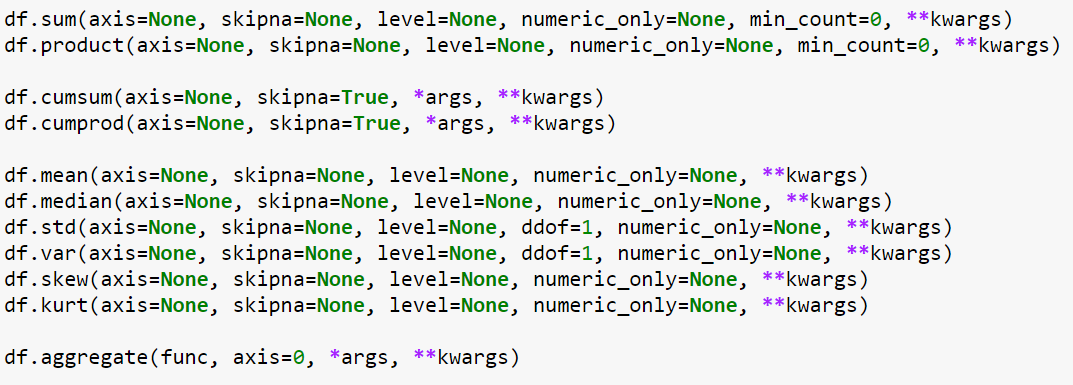 df.sum(axis=None, skipna=None, level=None, numeric_only=None, min_count=0, **kwargs)
df.product(axis=None, skipna=None, level=None, numeric_only=None, min_count=0, **kwargs)
df.cumsum(axis=None, skipna=True, *args, **kwargs)
df.cumprod(axis=None, skipna=True, *args, **kwargs)
df.mean(axis=None, skipna=None, level=None, numeric_only=None, **kwargs)
df.median(axis=None, skipna=None, level=None, numeric_only=None, **kwargs)
df.std(axis=None, skipna=None, level=None, ddof=1, numeric_only=None, **kwargs)
df.var(axis=None, skipna=None, level=None, ddof=1, numeric_only=None, **kwargs)
df.skew(axis=None, skipna=None, level=None, numeric_only=None, **kwargs)
df.kurt(axis=None, skipna=None, level=None, numeric_only=None, **kwargs)
df.aggregate(func, axis=0, *args, **kwargs)